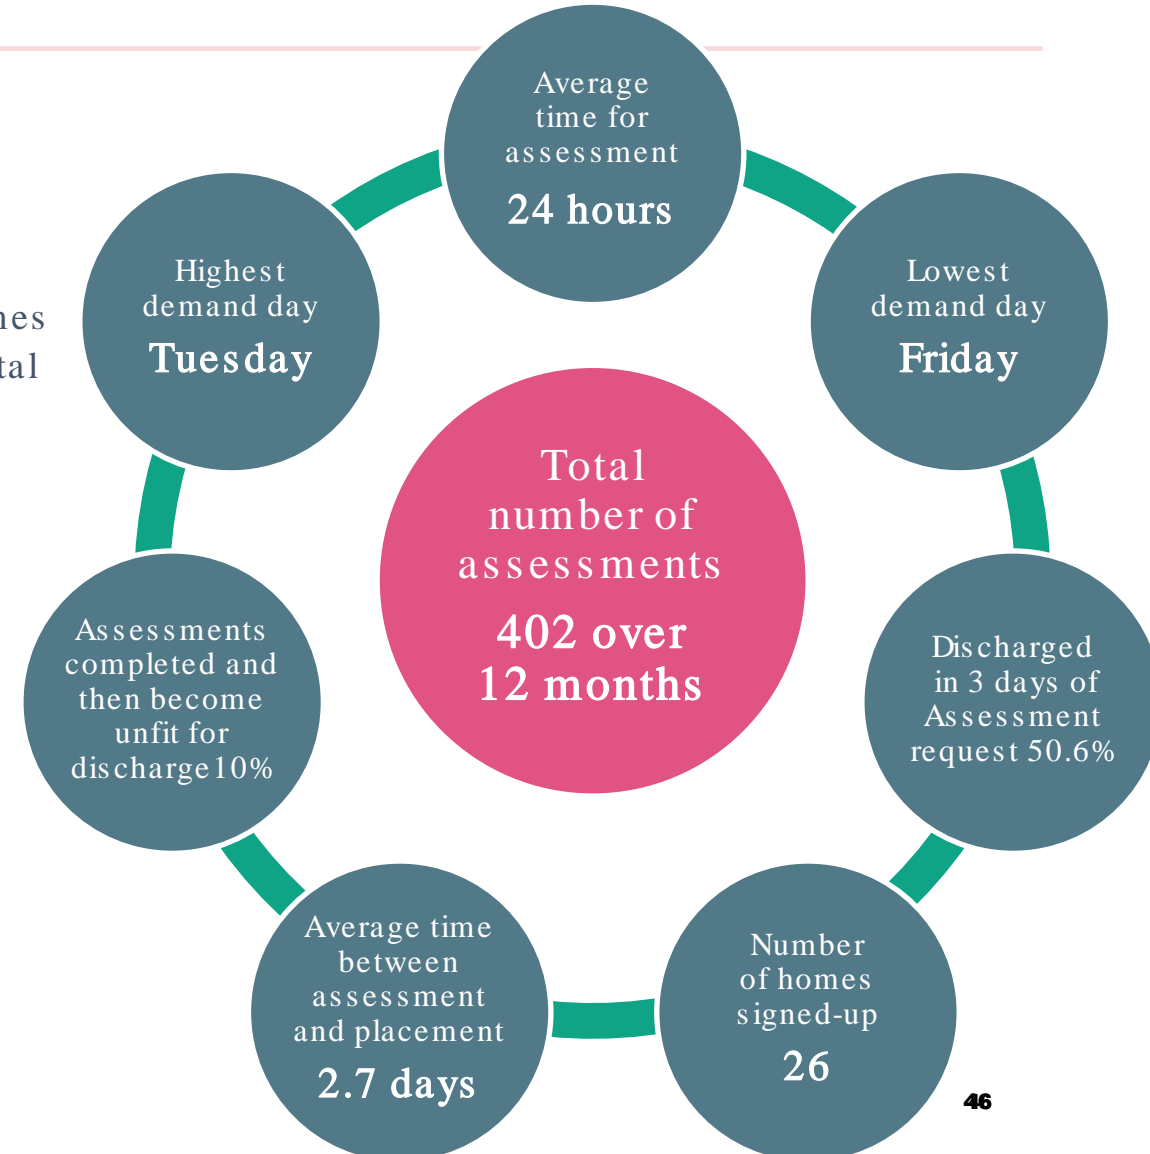 Average
time for
assessment
24 hours
Highest
demand day
Tuesday
Lowest
demand day
Friday
Total
number of
assessments
402 over
12 months
Assessments
completed and
then become
unfit for
discharge10%
Discharged
in 3 days of
Assessment
request 50.6%
Average time
between
assessment
and placement
2.7 days
Number
of homes
signed-up
26
46